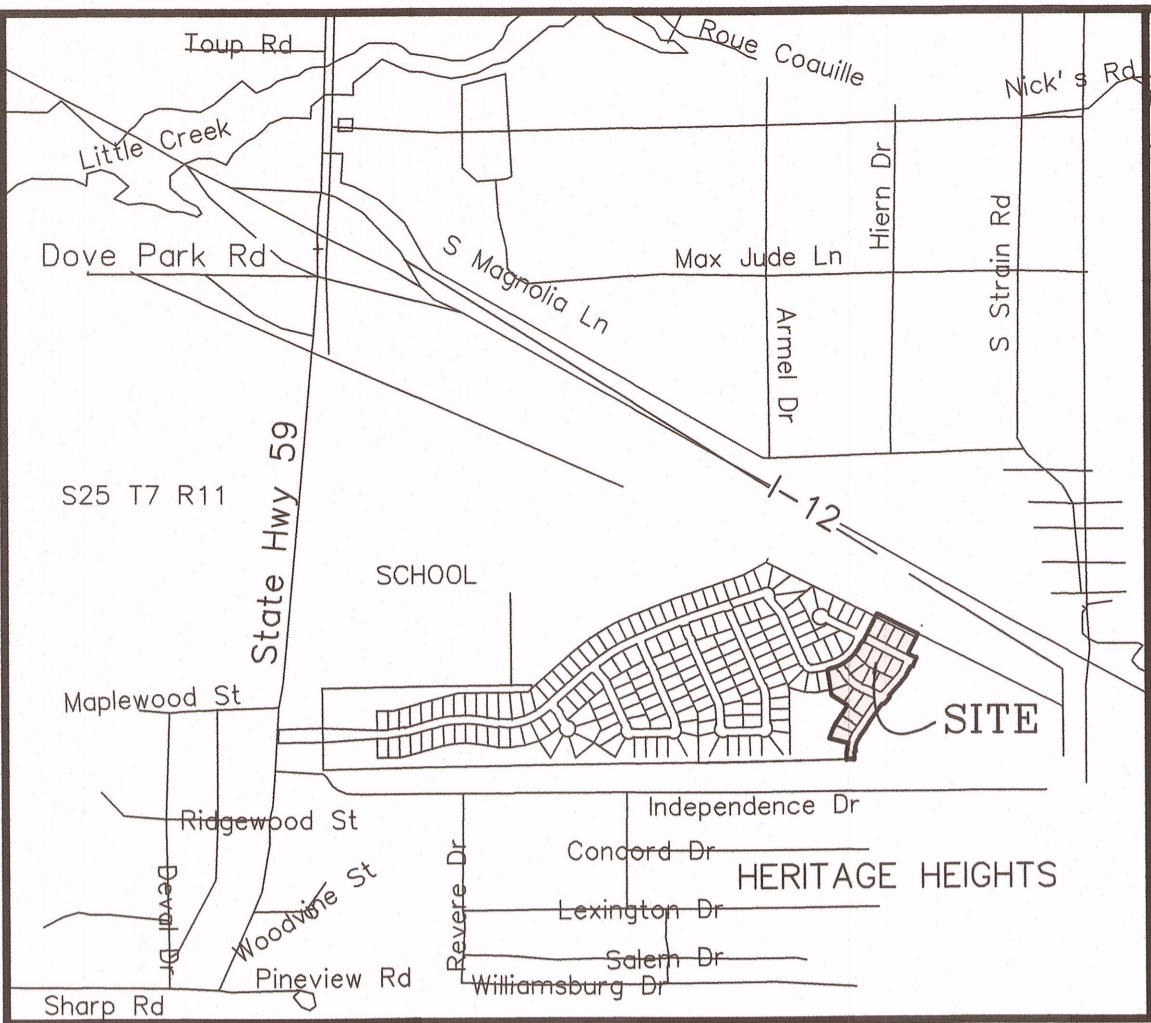 Toup Rd
Roue Coquille
Nick's Rd
Little Creek
Hiern Dr
Dove Park Rd
S Magnolia Ln
Max Jude Ln
S Strain Rd
Armel Dr
State Hwy 59
S25 T7 R11
I-12
SCHOOL
Maplewood St
SITE
Independence Dr
Ridgewood St
Concord Dr
HERITAGE HEIGHTS
Deval Dr
Woodvine St
Revere Dr
Lexington Dr
Salem Dr
Pineview Rd
Williamsburg Dr
Sharp Rd